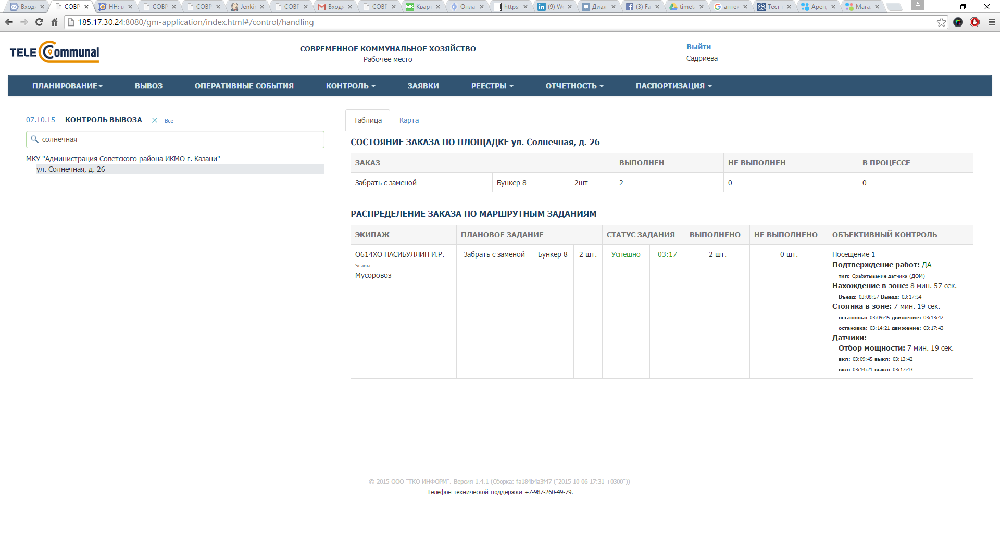 Входя СОВР НН: в СОВР СОВР Jenki СОВР Входя СОВР Кварт Онла https: (9) W Диал (3) Fa timeta аптек Тест Арен Мага
185.17.30.24:8080/gm-application/index.html#/control/handling
TELE Communal
СОВРЕМЕННОЕ КОММУНАЛЬНОЕ ХОЗЯЙСТВО
Рабочее место
Выйти
Садриева
ПЛАНИРОВАНИЕ ВЫВОЗ ОПЕРАТИВНЫЕ СОБЫТИЯ КОНТРОЛЬ ЗАЯВКИ РЕЕСТРЫ ОТЧЕТНОСТЬ ПАСПОРТИЗАЦИЯ
07.10.15 КОНТРОЛЬ ВЫВОЗА Все
солнечная
МКУ "Администрация Советского района ИКМО г. Казани"
ул. Солнечная, д. 26
Таблица Карта
СОСТОЯНИЕ ЗАКАЗА ПО ПЛОЩАДКЕ ул. Солнечная, д. 26
ЗАКАЗ ВЫПОЛНЕН НЕ ВЫПОЛНЕН В ПРОЦЕССЕ
Забрать с заменой Бункер 8 2шт 2 0 0
РАСПРЕДЕЛЕНИЕ ЗАКАЗА ПО МАРШРУТНЫМ ЗАДАНИЯМ
ЭКИПАЖ ПЛАНОВОЕ ЗАДАНИЕ СТАТУС ЗАДАНИЯ ВЫПОЛНЕНО НЕ ВЫПОЛНЕНО ОБЪЕКТИВНЫЙ КОНТРОЛЬ
О614ХО НАСИБУЛЛИН И.Р. Забрать с заменой Бункер 8 2 шт. Успешно 03:17 2 шт. 0 шт. Посещение 1
Scania
Мусоровоз
Подтверждение работ: ДА
тип: Срабатывание датчика (ДОМ)
Нахождение в зоне: 8 мин. 57 сек.
Въезд: 03:08:57 Выезд: 03:17:54
Стоянка в зоне: 7 мин. 19 сек.
остановка: 03:09:45 движение: 03:13:42
остановка: 03:14:21 движение: 03:17:43
Датчики:
Отбор мощности: 7 мин. 19 сек.
вкл: 03:09:45 выкл: 03:13:42
вкл: 03:14:21 выкл: 03:17:43
© 2015 ООО "ТКО-ИНФОРМ". Версия 1.4.1 (Сборка: fa184b4a3f47 ("2015-10-06 17:31 +0300"))
Телефон технической поддержки +7-987-260-49-79.